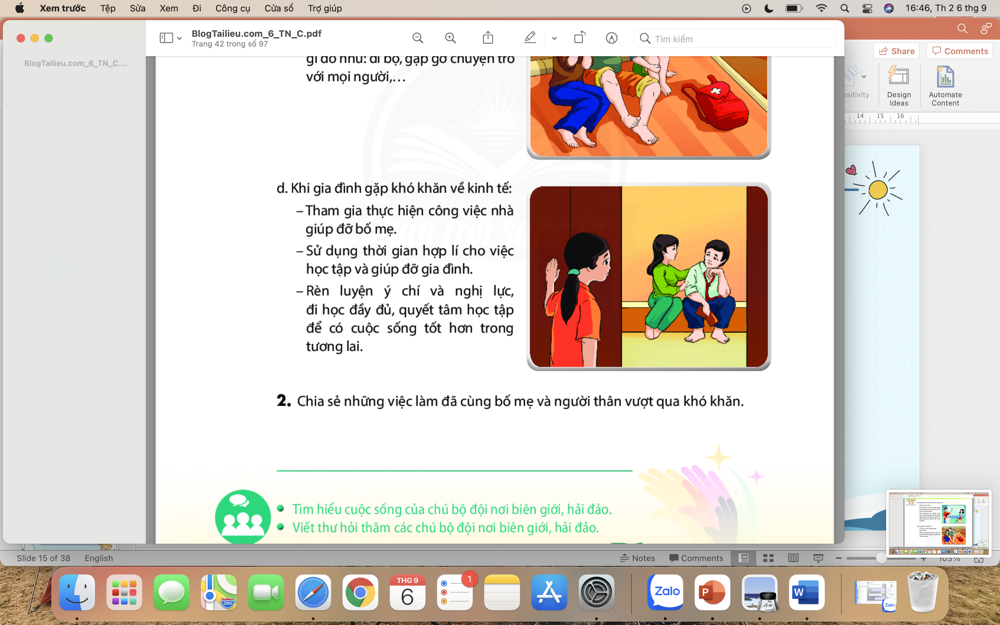 Xem trước Tệp Sửa Xem Đi Công cụ Cửa sổ Trợ giúp
16:46, Th 2 6 thg 9
BlogTailieu.com_6_TN_C.pdf
Trang 42 trong số 97
Tìm kiếm
BlogTailieu.com_6_TN_C....
Share
Comments
nsitivity
Design
Ideas
Automate
Content
14 15 16
gì đó như: đi bộ, gặp gỡ chuyện trò
với mọi người,...
d. Khi gia đình gặp khó khăn về kinh tế:
– Tham gia thực hiện công việc nhà
giúp đỡ bố mẹ.
– Sử dụng thời gian hợp lí cho việc
học tập và giúp đỡ gia đình.
– Rèn luyện ý chí và nghị lực,
đi học đầy đủ, quyết tâm học tập
để có cuộc sống tốt hơn trong
tương lai.
2. Chia sẻ những việc làm đã cùng bố mẹ và người thân vượt qua khó khăn.
• Tìm hiểu cuộc sống của chú bộ đội nơi biên giới, hải đảo.
• Viết thư hỏi thăm các chú bộ đội nơi biên giới, hải đảo.
Slide 15 of 38 English
Notes Comments
103%
280
THG 9
6
1
Zalo
P
W
Zalo